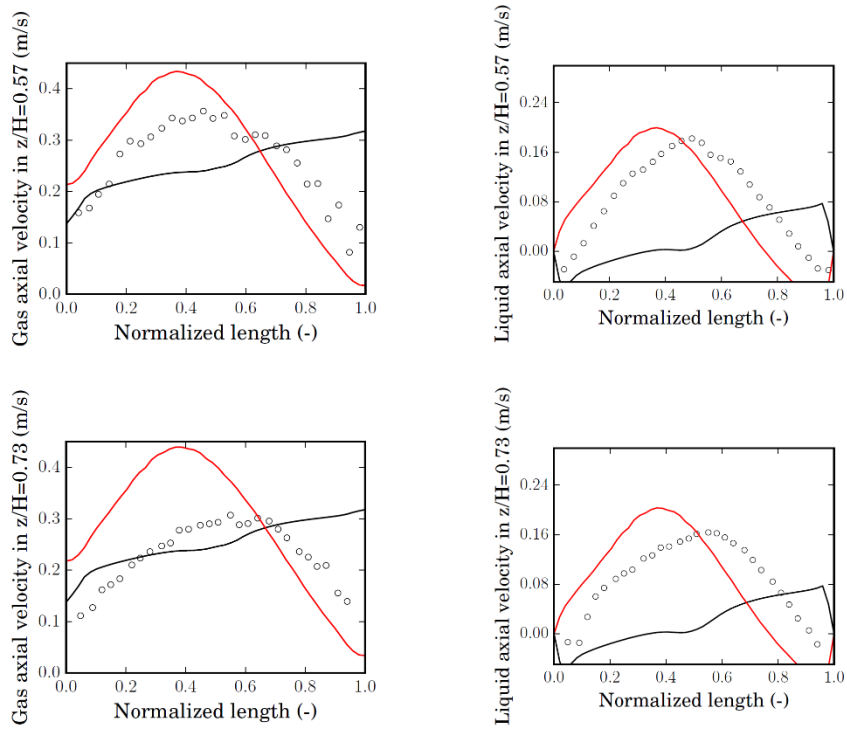 Gas axial velocity in z/H=0.57 (m/s)
0.4
0.3
0.2
0.1
0.0
0.0 0.2 0.4 0.6 0.8 1.0
Normalized length (-)
Liquid axial velocity in z/H=0.57 (m/s)
0.24
0.16
0.08
0.00
0.0 0.2 0.4 0.6 0.8 1.0
Normalized length (-)
Gas axial velocity in z/H=0.73 (m/s)
0.4
0.3
0.2
0.1
0.0
0.0 0.2 0.4 0.6 0.8 1.0
Normalized length (-)
Liquid axial velocity in z/H=0.73 (m/s)
0.24
0.16
0.08
0.00
0.0 0.2 0.4 0.6 0.8 1.0
Normalized length (-)